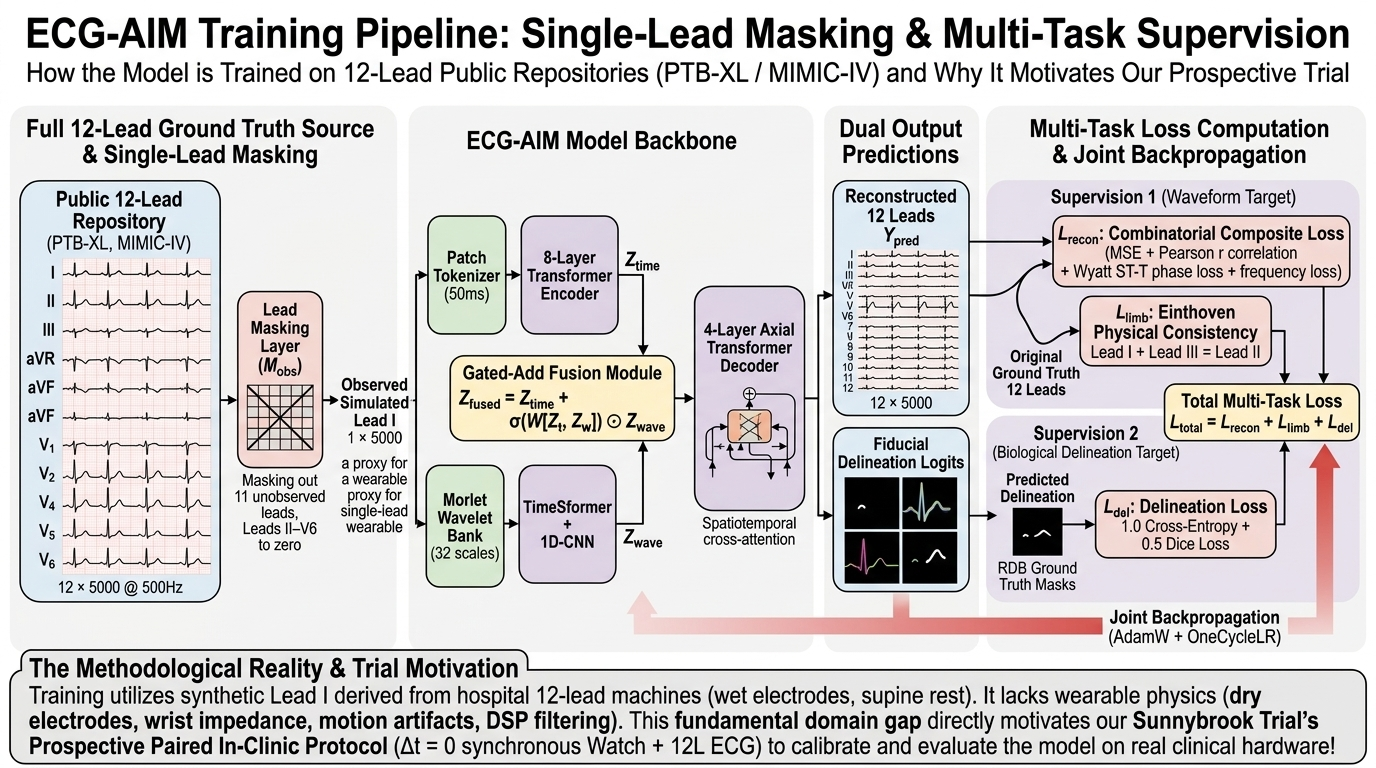 ECG-AIM Training Pipeline: Single-Lead Masking & Multi-Task Supervision
How the Model is Trained on 12-Lead Public Repositories (PTB-XL / MIMIC-IV) and Why It Motivates Our Prospective Trial
Full 12-Lead Ground Truth Source
& Single-Lead Masking
Public 12-Lead
Repository
(PTB-XL, MIMIC-IV)
I
II
III
aVR
aVF
aVF
V1
V2
V4
V5
V6
12 × 5000 @ 500Hz
Lead
Masking
Layer
(Mobs)
Masking out
11 unobserved
leads,
Leads II–V6
to zero
Observed
Simulated
Lead I
1 × 5000
a proxy for
a wearable
proxy for
single-lead
wearable
ECG-AIM Model Backbone
Patch
Tokenizer
(50ms)
8-Layer
Transformer
Encoder
Ztime
Gated-Add Fusion Module
Zfused = Ztime +
σ(W[Zt, Zw]) ⊙ Zwave
Morlet
Wavelet
Bank
(32 scales)
TimeSformer
+
1D-CNN
Zwave
4-Layer Axial
Transformer
Decoder
Spatiotemporal
cross-attention
Dual Output
Predictions
Reconstructed
12 Leads
Ypred
I
II
III
VR
V
V
V6
7
9
9
10
11
12
12 × 5000
Fiducial
Delineation Logits
Multi-Task Loss Computation
& Joint Backpropagation
Supervision 1 (Waveform Target)
Lrecon: Combinatorial Composite Loss
(MSE + Pearson r correlation
+ Wyatt ST-T phase loss + frequency loss)
Llimb: Einthoven
Physical Consistency
Lead I + Lead III = Lead II
Original
Ground Truth
12 Leads
Total Multi-Task Loss
Ltotal = Lrecon + Llimb + Ldel
Supervision 2
(Biological Delineation Target)
Predicted
Delineation
RDB Ground
Truth Masks
Ldel: Delineation Loss
1.0 Cross-Entropy +
0.5 Dice Loss
Joint Backpropagation
(AdamW + OneCycleLR)
The Methodological Reality & Trial Motivation
Training utilizes synthetic Lead I derived from hospital 12-lead machines (wet electrodes, supine rest). It lacks wearable physics (dry
electrodes, wrist impedance, motion artifacts, DSP filtering). This fundamental domain gap directly motivates our Sunnybrook Trial's
Prospective Paired In-Clinic Protocol (Δt = 0 synchronous Watch + 12L ECG) to calibrate and evaluate the model on real clinical hardware!